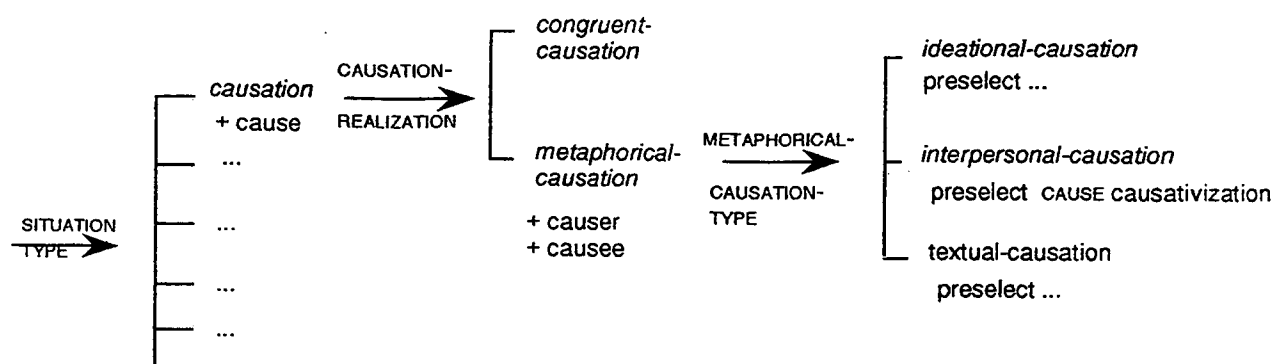 congruent-
causation
ideational-causation
preselect ...
CAUSATION-
REALIZATION
causation
+ cause
METAPHORICAL-
CAUSATION-
TYPE
metaphorical-
causation
+ causer
+ causee
interpersonal-causation
preselect CAUSE causativization
...
SITUATION
TYPE
...
textual-causation
preselect ...
...
...